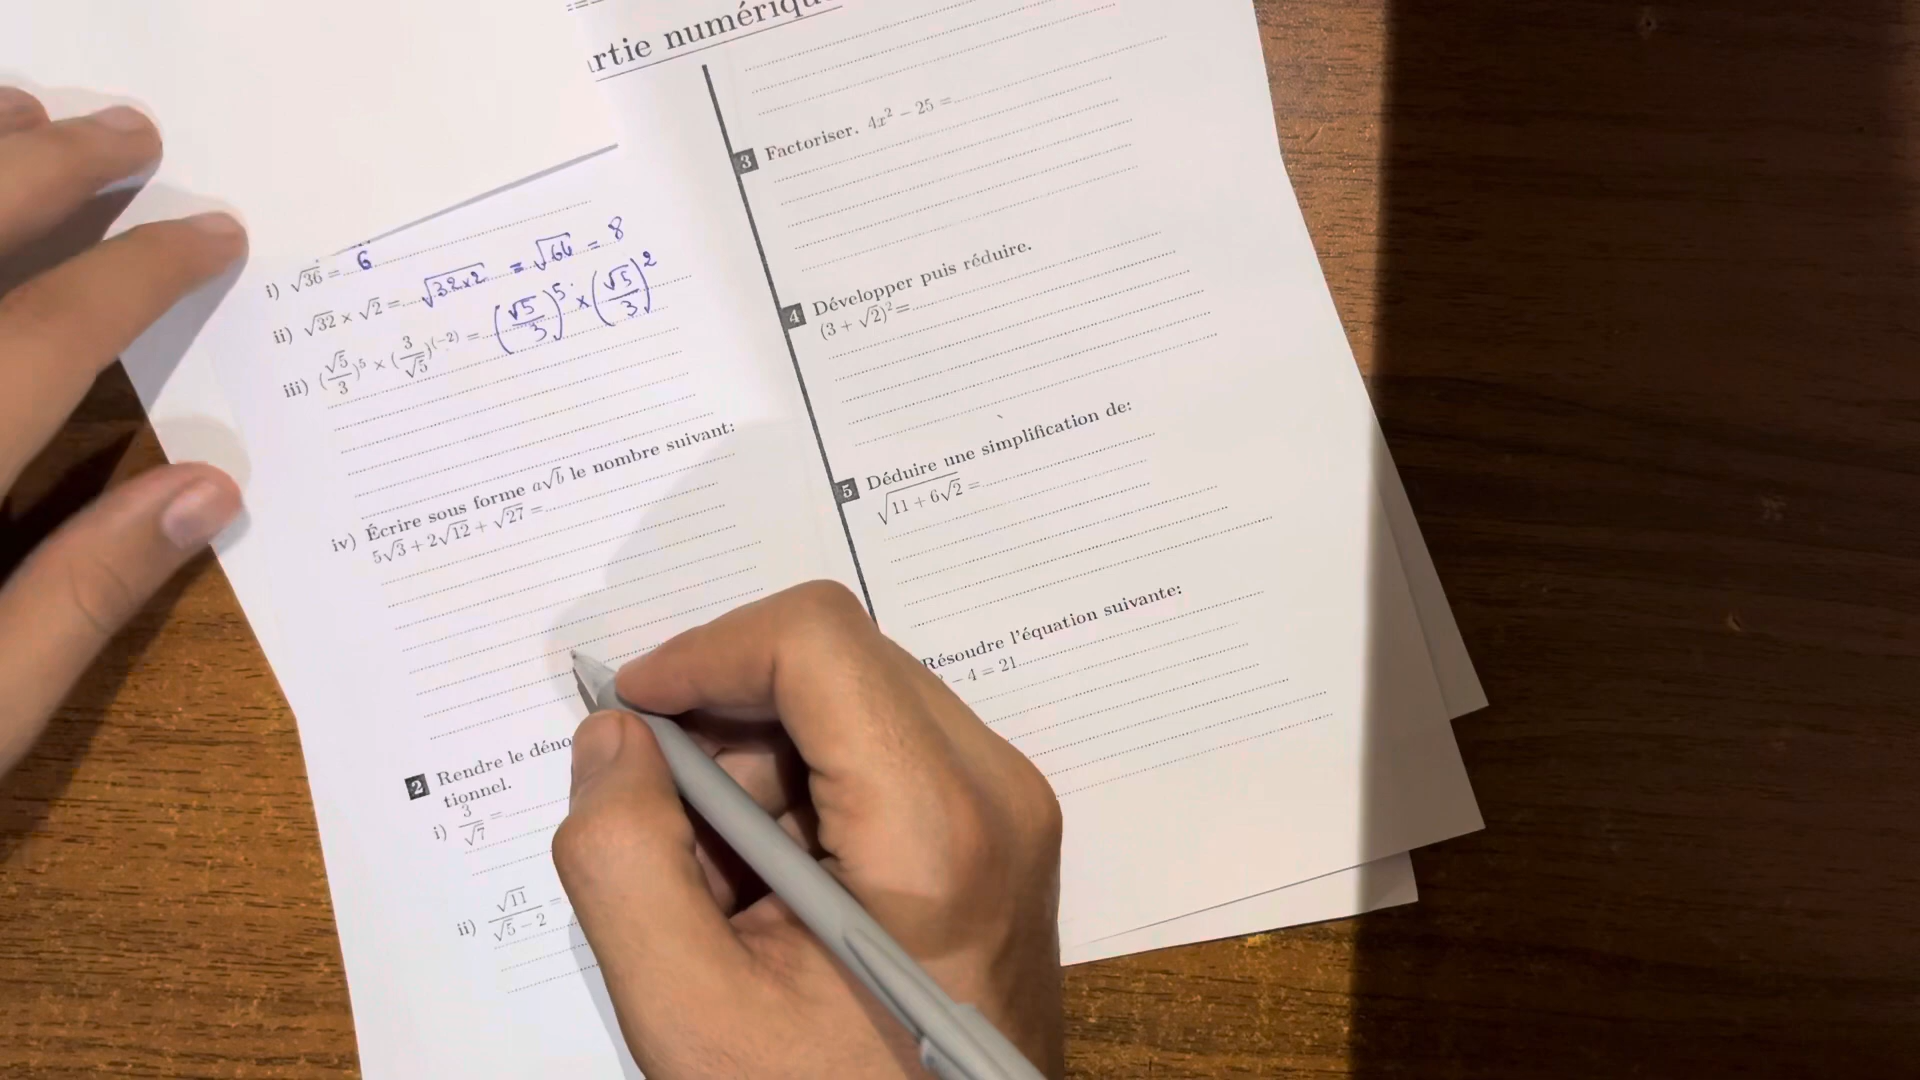 rtie numériqu
i) √36 = 6
ii) √32 × √2 = √32×2 = √64 = 8
iii) (√5/3)⁵ × (3/√5)⁽⁻²⁾ = (√5/3)⁵ × (√5/3)²
iv) Écrire sous forme a√b le nombre suivant:
5√3 + 2√12 + √27 =
2 Rendre le déno
tionnel.
i) 3/√7 =
ii) √11/(√5 − 2) =
3 Factoriser. 4x² − 25 =
4 Développer puis réduire.
(3 + √2)² =
5 Déduire une simplification de:
√(11 + 6√2) =
Résoudre l'équation suivante:
² − 4 = 21